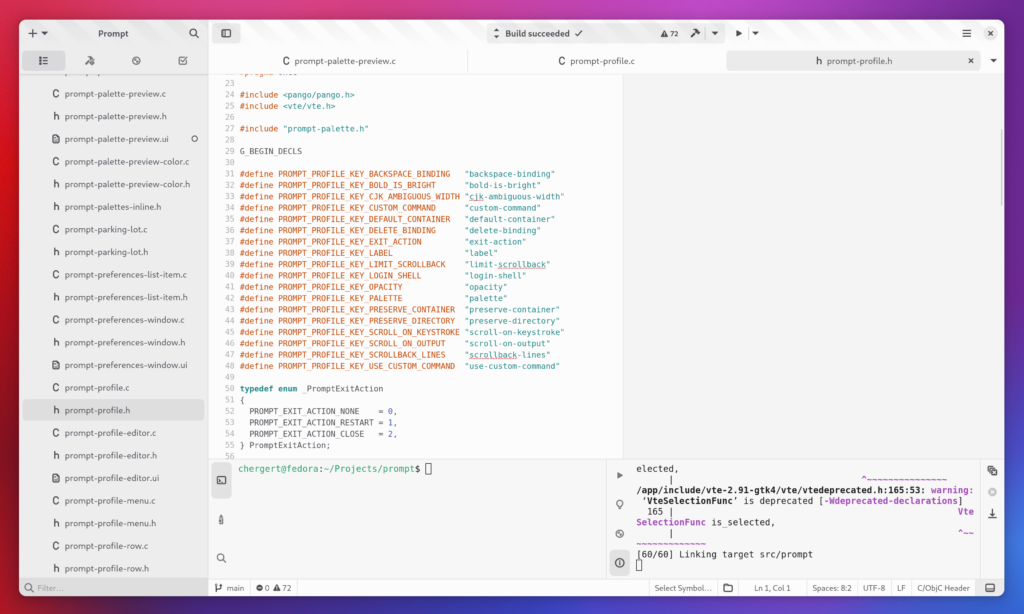 Prompt
Build succeeded
72
prompt-palette-preview.c
prompt-profile.c
prompt-profile.h
prompt-palette-preview.c
prompt-palette-preview.h
prompt-palette-preview.ui
prompt-palette-preview-color.c
prompt-palette-preview-color.h
prompt-palettes-inline.h
prompt-parking-lot.c
prompt-parking-lot.h
prompt-preferences-list-item.c
prompt-preferences-list-item.h
prompt-preferences-window.c
prompt-preferences-window.h
prompt-preferences-window.ui
prompt-profile.c
prompt-profile.h
prompt-profile-editor.c
prompt-profile-editor.h
prompt-profile-editor.ui
prompt-profile-menu.c
prompt-profile-menu.h
prompt-profile-row.c
prompt-profile-row.h
Filter...
23
24 #include <pango/pango.h>
25 #include <vte/vte.h>
26
27 #include "prompt-palette.h"
28
29 G_BEGIN_DECLS
30
31 #define PROMPT_PROFILE_KEY_BACKSPACE_BINDING "backspace-binding"
32 #define PROMPT_PROFILE_KEY_BOLD_IS_BRIGHT "bold-is-bright"
33 #define PROMPT_PROFILE_KEY_CJK_AMBIGUOUS_WIDTH "cjk-ambiguous-width"
34 #define PROMPT_PROFILE_KEY_CUSTOM_COMMAND "custom-command"
35 #define PROMPT_PROFILE_KEY_DEFAULT_CONTAINER "default-container"
36 #define PROMPT_PROFILE_KEY_DELETE_BINDING "delete-binding"
37 #define PROMPT_PROFILE_KEY_EXIT_ACTION "exit-action"
38 #define PROMPT_PROFILE_KEY_LABEL "label"
39 #define PROMPT_PROFILE_KEY_LIMIT_SCROLLBACK "limit-scrollback"
40 #define PROMPT_PROFILE_KEY_LOGIN_SHELL "login-shell"
41 #define PROMPT_PROFILE_KEY_OPACITY "opacity"
42 #define PROMPT_PROFILE_KEY_PALETTE "palette"
43 #define PROMPT_PROFILE_KEY_PRESERVE_CONTAINER "preserve-container"
44 #define PROMPT_PROFILE_KEY_PRESERVE_DIRECTORY "preserve-directory"
45 #define PROMPT_PROFILE_KEY_SCROLL_ON_KEYSTROKE "scroll-on-keystroke"
46 #define PROMPT_PROFILE_KEY_SCROLL_ON_OUTPUT "scroll-on-output"
47 #define PROMPT_PROFILE_KEY_SCROLLBACK_LINES "scrollback-lines"
48 #define PROMPT_PROFILE_KEY_USE_CUSTOM_COMMAND "use-custom-command"
49
50 typedef enum _PromptExitAction
51 {
52 PROMPT_EXIT_ACTION_NONE = 0,
53 PROMPT_EXIT_ACTION_RESTART = 1,
54 PROMPT_EXIT_ACTION_CLOSE = 2,
55 } PromptExitAction;
56
chergert@fedora:~/Projects/prompt$
elected,
| ^~~~~~~~~~~~~~~~
/app/include/vte-2.91-gtk4/vte/vtedeprecated.h:165:53: warning:
'VteSelectionFunc' is deprecated [-Wdeprecated-declarations]
165 | Vte
SelectionFunc is_selected,
| ^~~
~~~~~~~~~~~~~
[60/60] Linking target src/prompt
main
0
72
Select Symbol...
Ln 1, Col 1
Spaces: 8:2
UTF-8
LF
C/ObjC Header